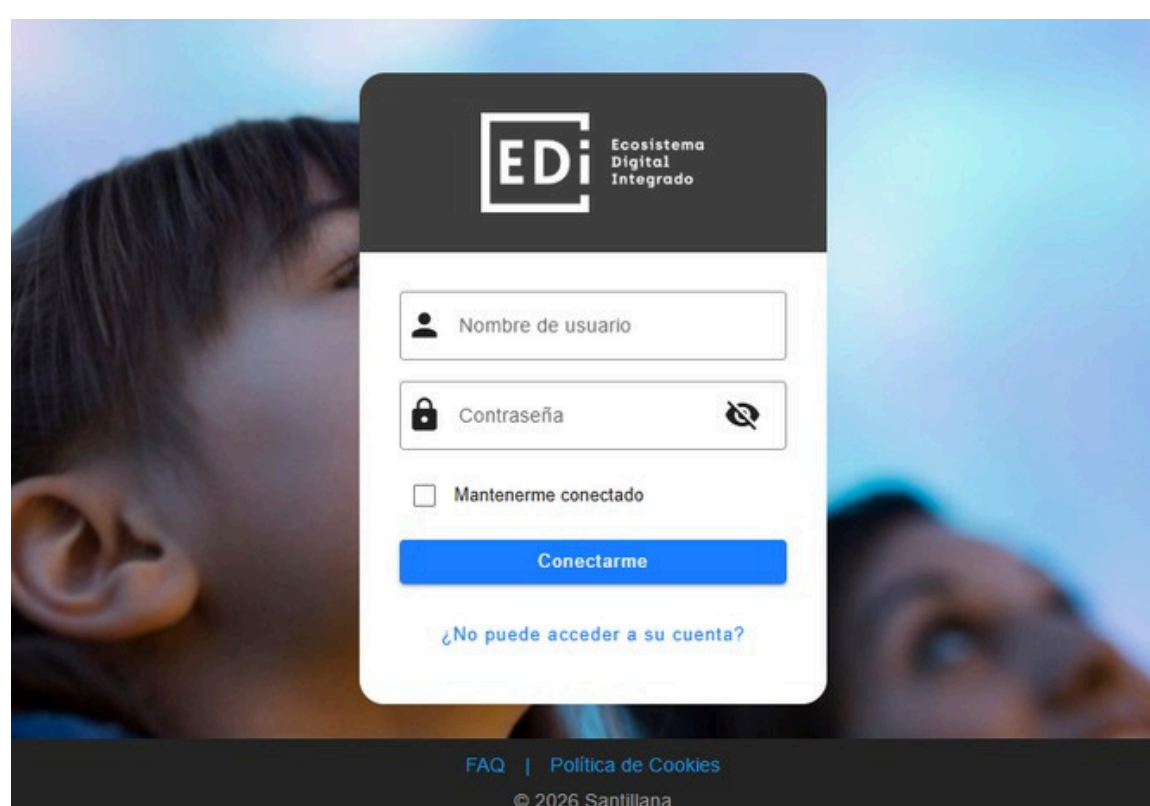 EDi
Ecosistema
Digital
Integrado
Nombre de usuario
Contraseña
Mantenerme conectado
Conectarme
¿No puede acceder a su cuenta?
FAQ | Política de Cookies
© 2026 Santillana